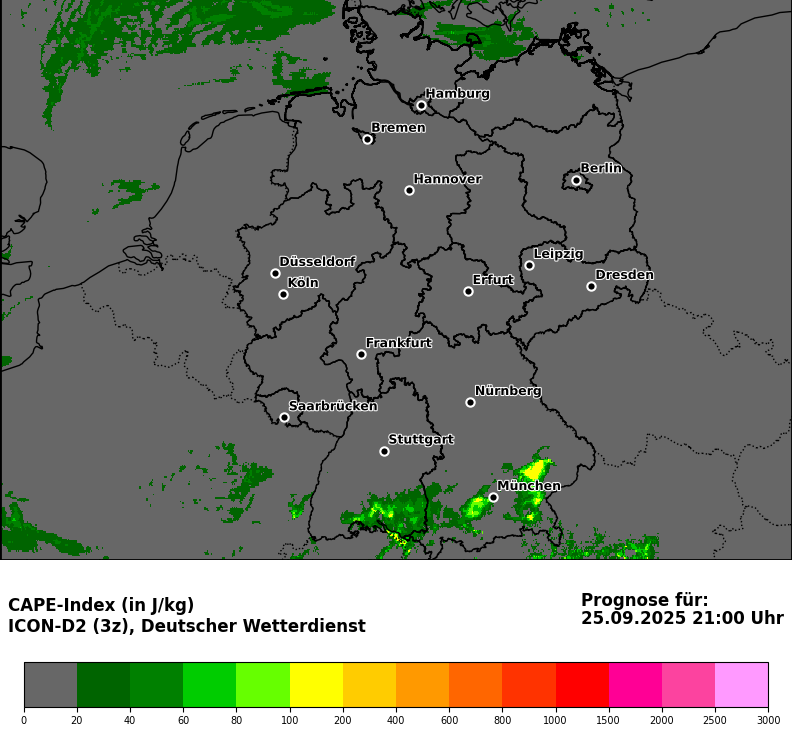 Hamburg
Bremen
Berlin
Hannover
Leipzig
Düsseldorf
Dresden
Köln
Erfurt
Frankfurt
Nürnberg
Saarbrücken
Stuttgart
München
CAPE-Index (in J/kg)
ICON-D2 (3z), Deutscher Wetterdienst
Prognose für:
25.09.2025 21:00 Uhr
0 20 40 60 80 100 200 400 600 800 1000 1500 2000 2500 3000